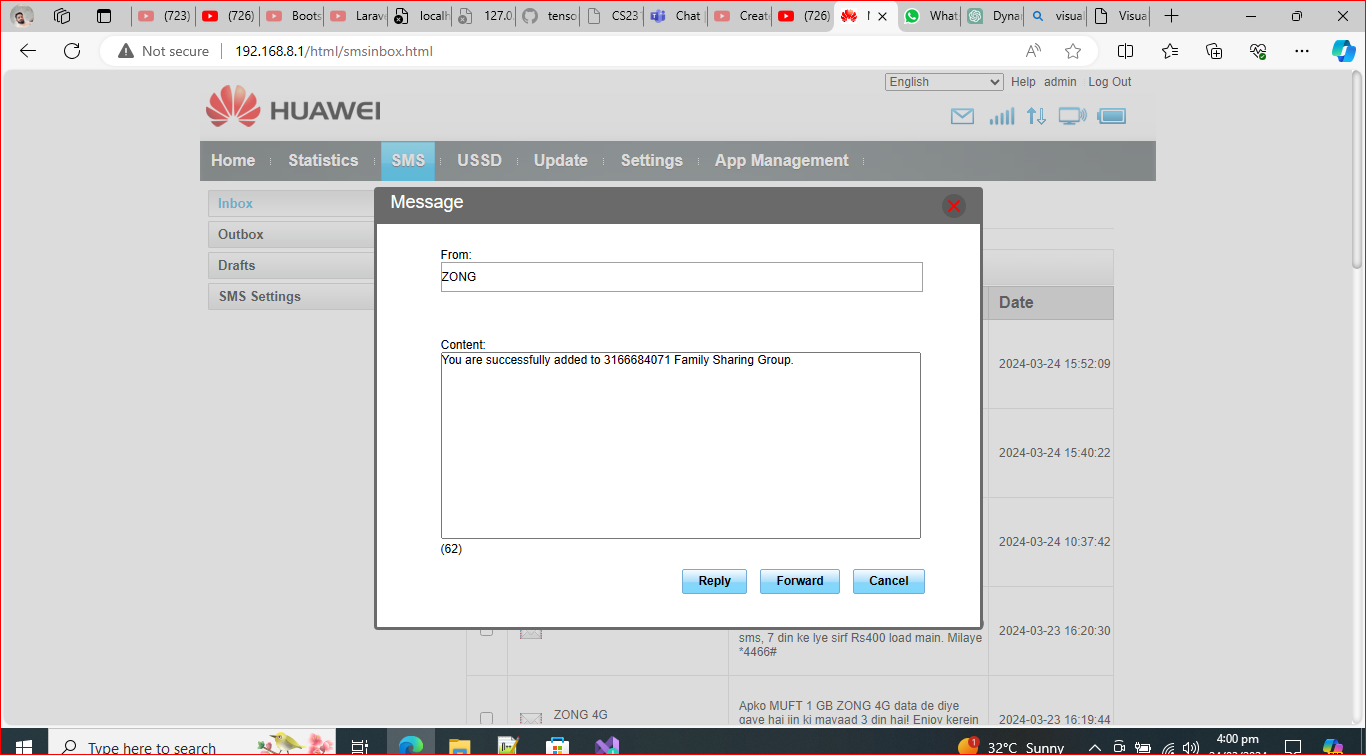 (723)
(726)
Boots
Larave
localh
127.0
tenso
CS23
Chat
Creat
(726)
What
Dyna
visual
Visua
Not secure
192.168.8.1/html/smsinbox.html
English
Help
admin
Log Out
HUAWEI
Home
Statistics
SMS
USSD
Update
Settings
App Management
Inbox
Outbox
Drafts
SMS Settings
Message
From:
ZONG
Content:
You are successfully added to 3166684071 Family Sharing Group.
(62)
Reply
Forward
Cancel
Date
2024-03-24 15:52:09
2024-03-24 15:40:22
2024-03-24 10:37:42
sms, 7 din ke lye sirf Rs400 load main. Milaye
*4466#
2024-03-23 16:20:30
ZONG 4G
Apko MUFT 1 GB ZONG 4G data de diye
gaye hai jin ki mayaad 3 din hai! Enjoy kerein
2024-03-23 16:19:44
Type here to search
1
32°C Sunny
4:00 pm